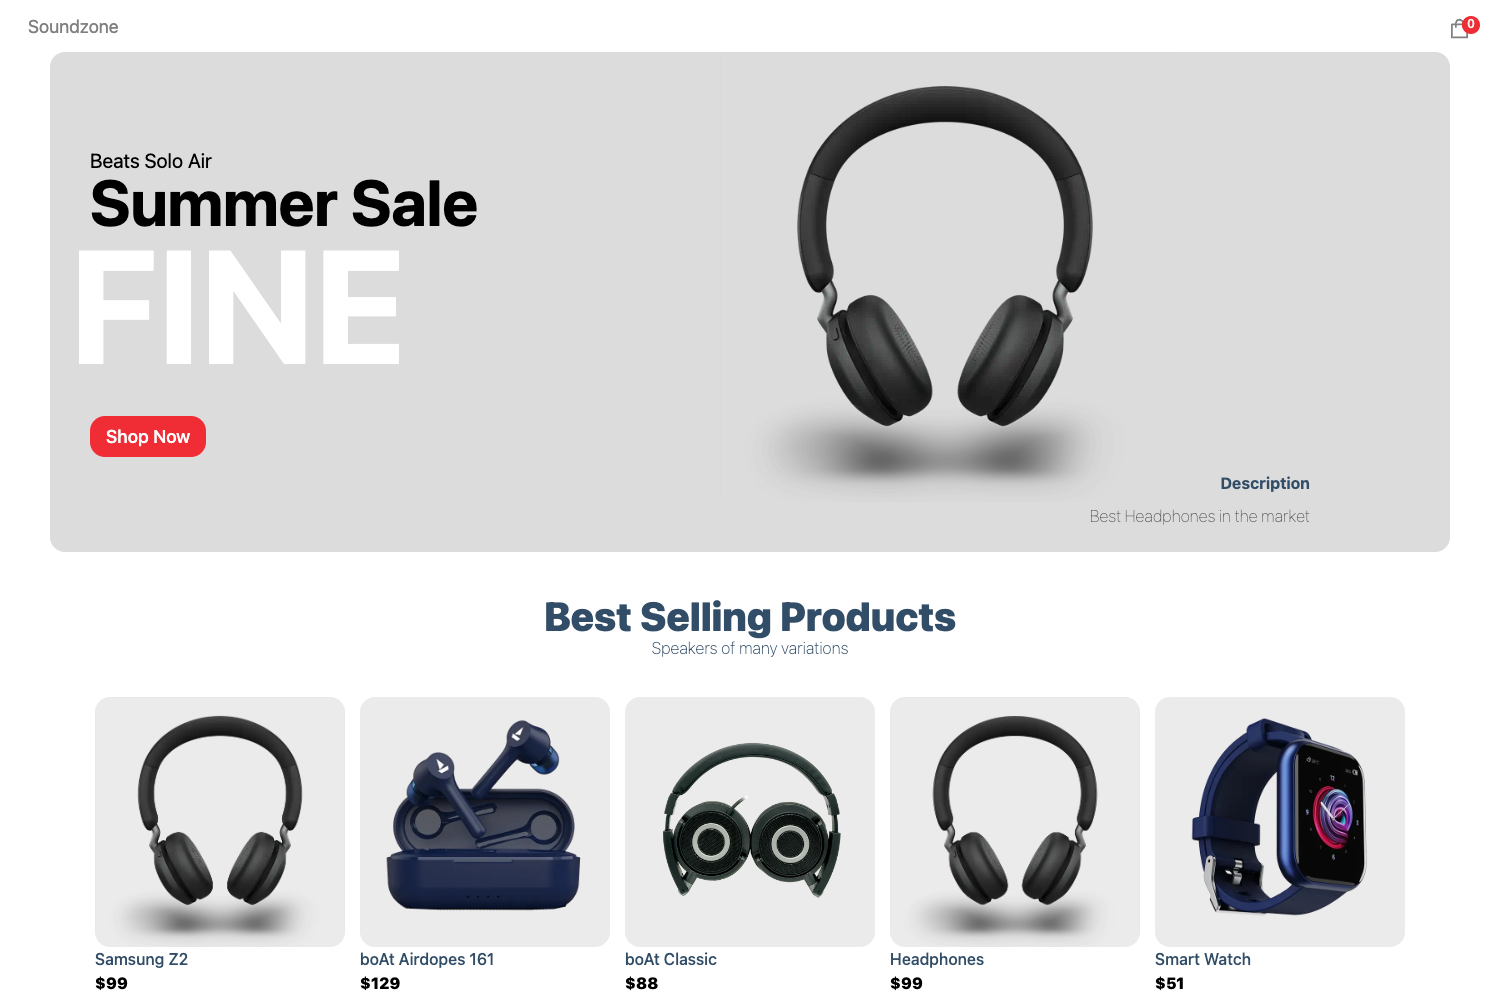 Soundzone
0
Beats Solo Air
Summer Sale
FINE
Shop Now
Description
Best Headphones in the market
Best Selling Products
Speakers of many variations
Samsung Z2
$99
boAt Airdopes 161
$129
boAt Classic
$88
Headphones
$99
Smart Watch
$51